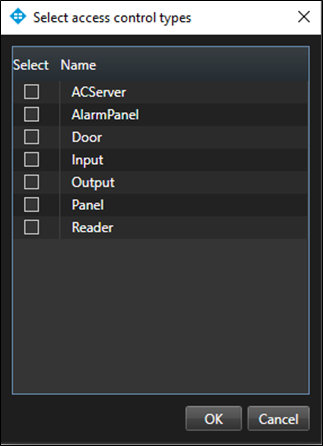 Select access control types
Select Name
ACServer
AlarmPanel
Door
Input
Output
Panel
Reader
OK Cancel